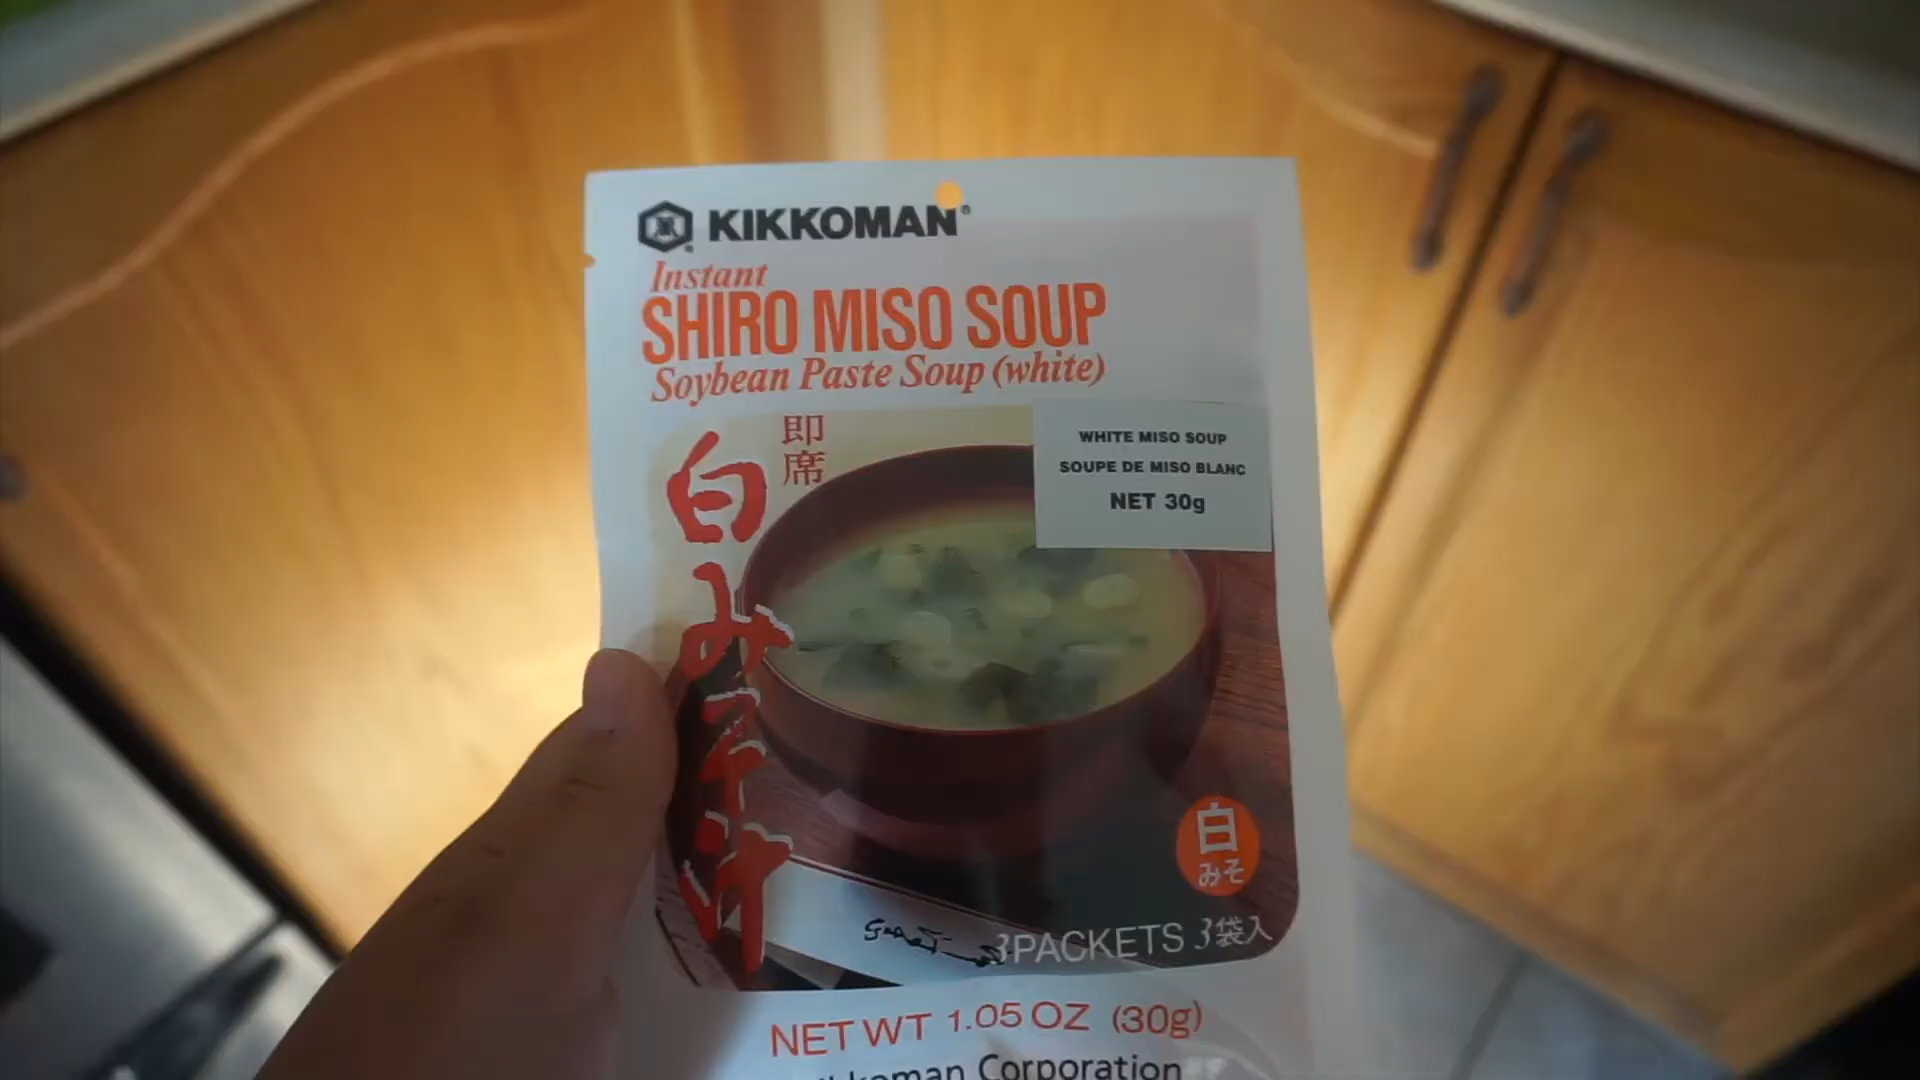 KIKKOMAN®
Instant
SHIRO MISO SOUP
Soybean Paste Soup (white)
即席
白みそ汁
WHITE MISO SOUP
SOUPE DE MISO BLANC
NET 30g
白
みそ
3PACKETS 3袋入
NET WT 1.05 OZ (30g)
Corporation